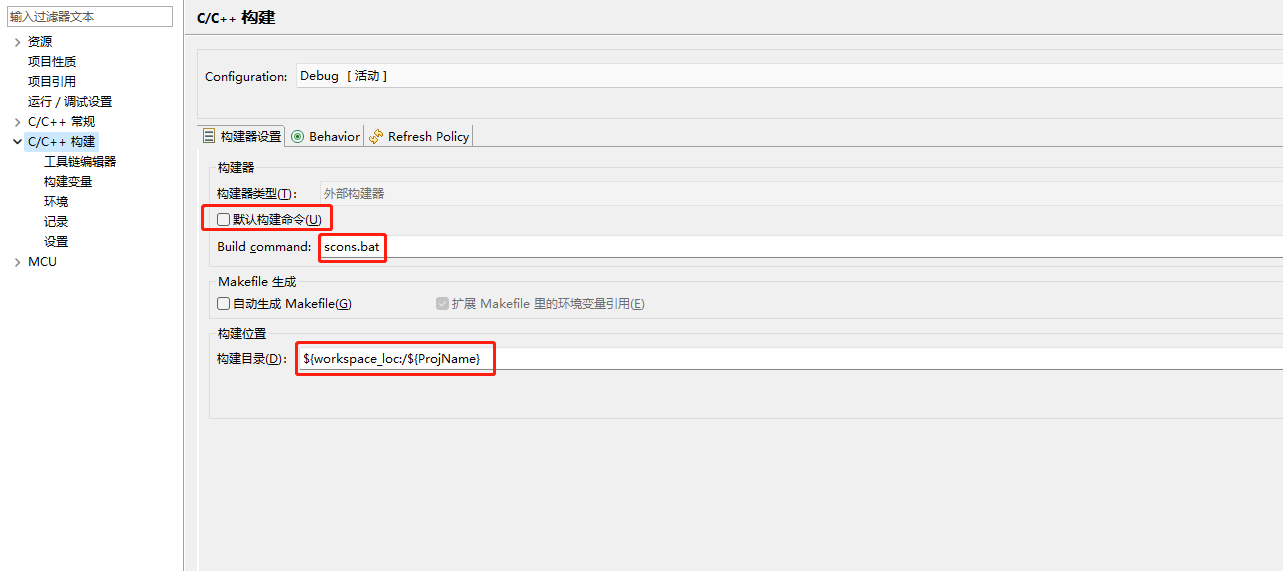 输入过滤器文本
资源
项目性质
项目引用
运行 / 调试设置
C/C++ 常规
C/C++ 构建
工具链编辑器
构建变量
环境
记录
设置
MCU
C/C++ 构建
Configuration: Debug [ 活动 ]
构建器设置 Behavior Refresh Policy
构建器
构建器类型(T): 外部构建器
默认构建命令(U)
Build command: scons.bat
Makefile 生成
自动生成 Makefile(G) 扩展 Makefile 里的环境变量引用(E)
构建位置
构建目录(D): ${workspace_loc:/${ProjName}